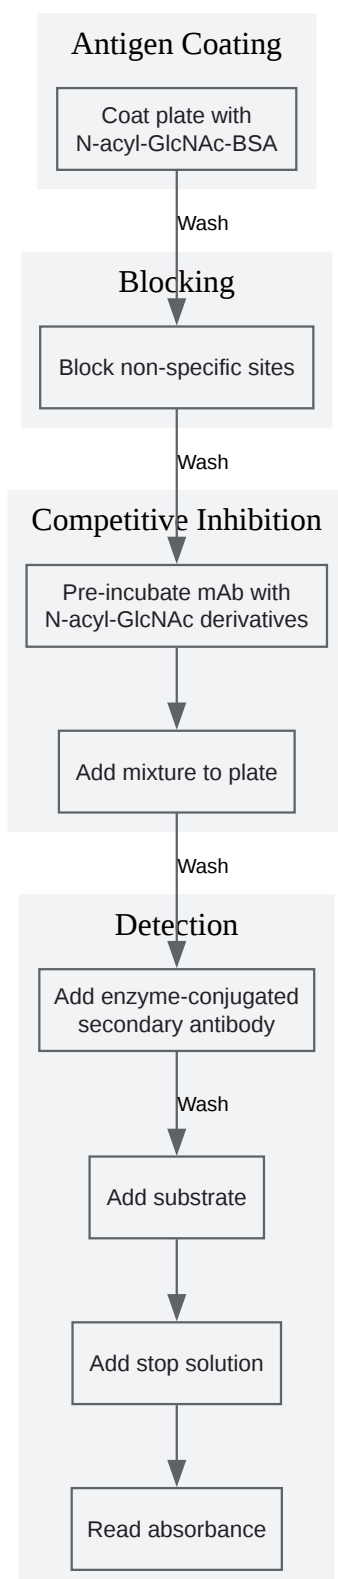 Antigen Coating
Coat plate with
N-acyl-GlcNAc-BSA
Wash
Blocking
Block non-specific sites
Wash
Competitive Inhibition
Pre-incubate mAb with
N-acyl-GlcNAc derivatives
Add mixture to plate
Wash
Detection
Add enzyme-conjugated
secondary antibody
Wash
Add substrate
Add stop solution
Read absorbance